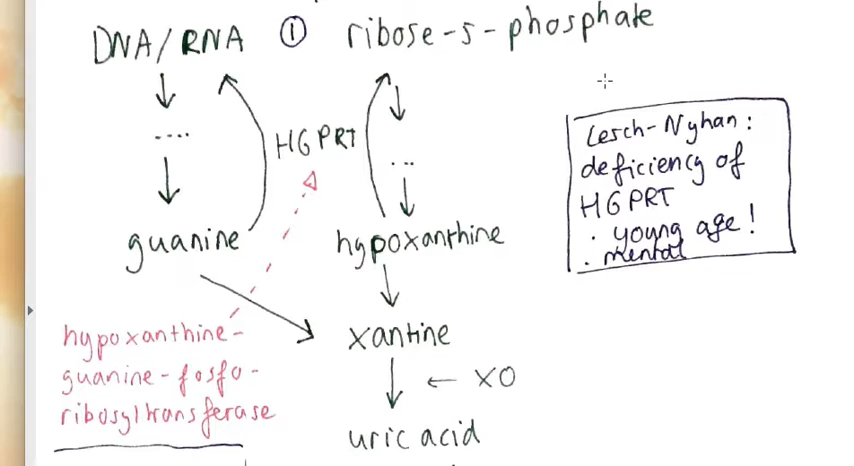 DNA/RNA ① ribose-5-phosphate
....
HGPRT
...
guanine
hypoxanthine
xantine
XO
uric acid
hypoxanthine-
guanine-fosfo-
ribosyltransferase
Lesch-Nyhan:
deficiency of
HGPRT
. young age!
. mental